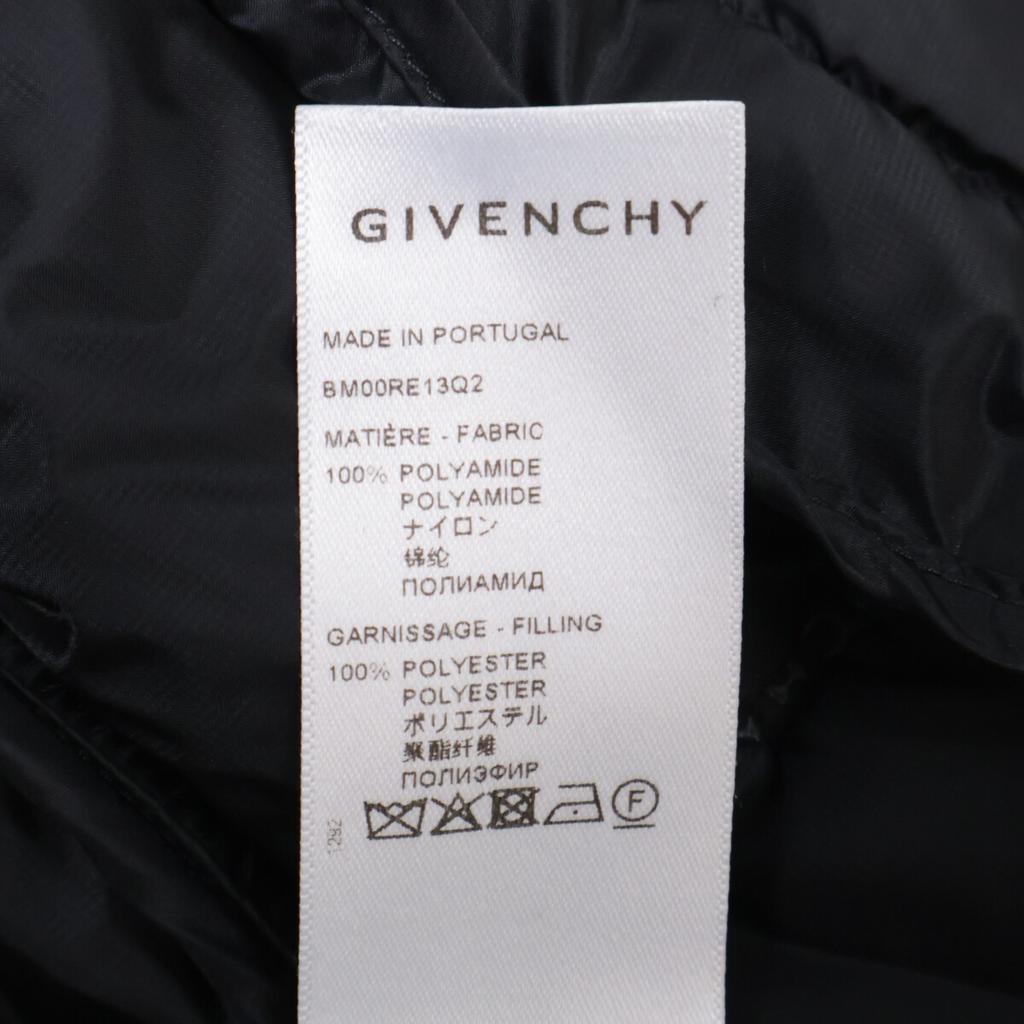 GIVENCHY
MADE IN PORTUGAL
BM00RE13Q2
MATIÈRE - FABRIC
100% POLYAMIDE
POLYAMIDE
ナイロン
锦纶
ПОЛИАМИД
GARNISSAGE - FILLING
100% POLYESTER
POLYESTER
ポリエステル
聚酯纤维
ПОЛИЭФИР
F
1282